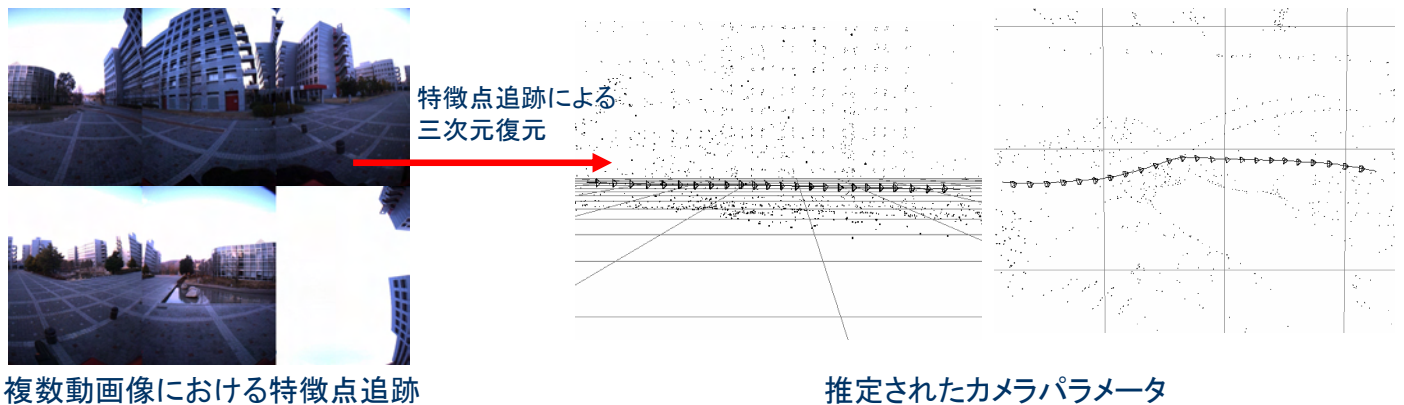 特徴点追跡による
三次元復元
複数動画像における特徴点追跡
推定されたカメラパラメータ